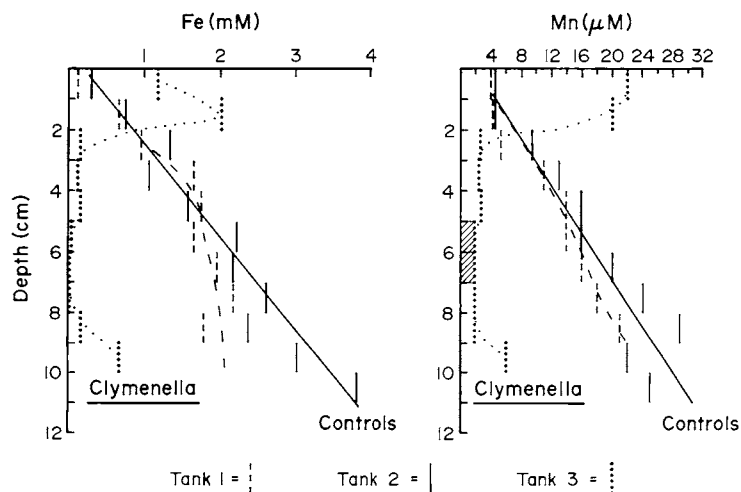 Fe (mM)
1 2 3 4
Mn (μM)
4 8 12 16 20 24 28 32
Depth (cm)
2
4
6
8
10
12
Clymenella
Controls
2
4
6
8
10
12
Clymenella
Controls
Tank 1 = Tank 2 = Tank 3 =